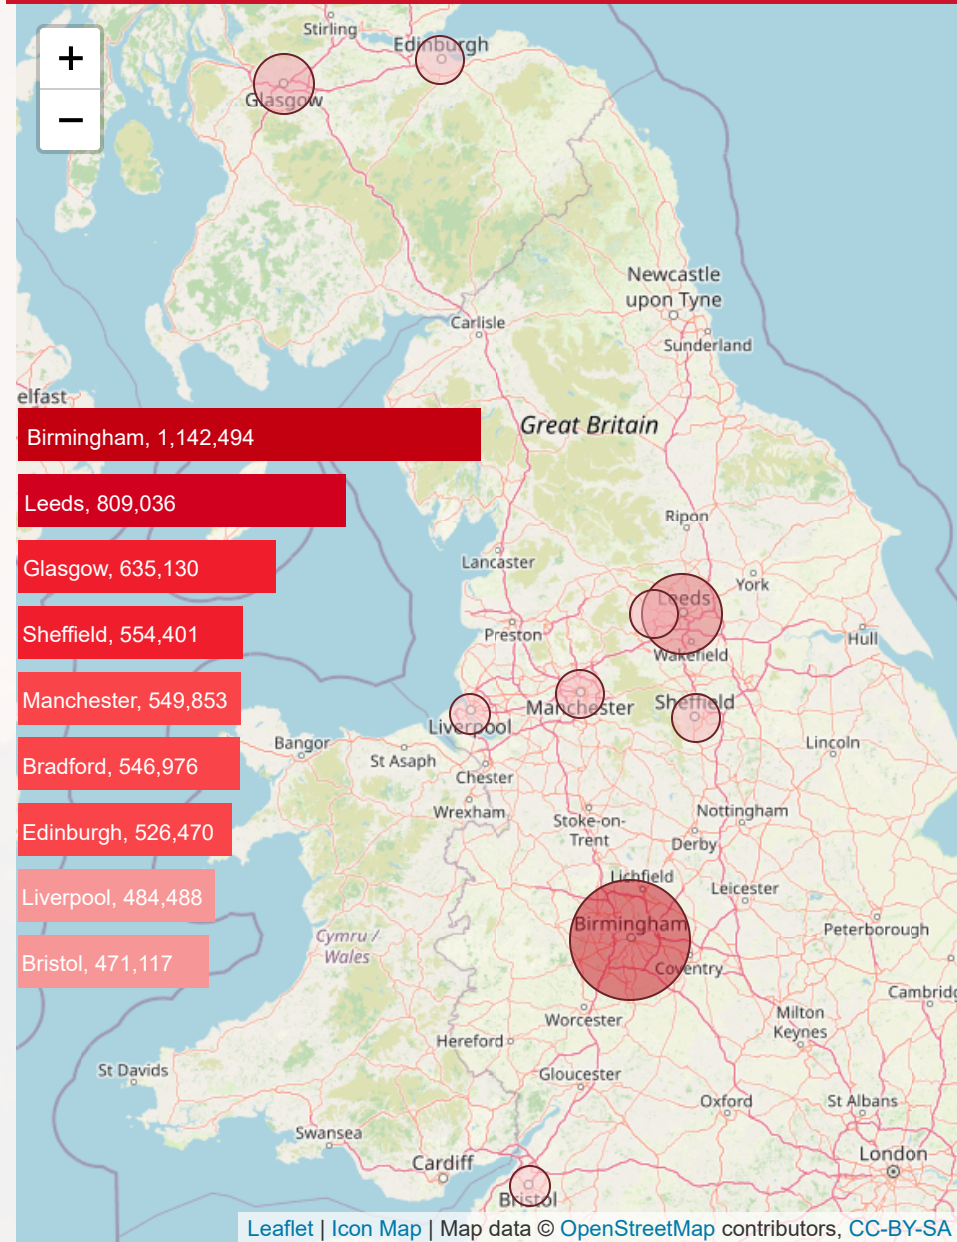 +
−
Stirling
Edinburgh
Glasgow
Newcastle
upon Tyne
Carlisle
Sunderland
elfast
Great Britain
Birmingham, 1,142,494
Leeds, 809,036
Glasgow, 635,130
Sheffield, 554,401
Manchester, 549,853
Bradford, 546,976
Edinburgh, 526,470
Liverpool, 484,488
Bristol, 471,117
Ripon
Lancaster
York
Leeds
Preston
Hull
Wakefield
Manchester
Sheffield
Liverpool
Bangor
St Asaph
Lincoln
Chester
Wrexham
Stoke-on-
Trent
Nottingham
Derby
Lichfield
Leicester
Birmingham
Peterborough
Cymru /
Wales
Coventry
Cambridg
Worcester
Milton
Keynes
Hereford
St Davids
Gloucester
Oxford
St Albans
Swansea
Cardiff
London
Bristol
Leaflet | Icon Map | Map data © OpenStreetMap contributors, CC-BY-SA